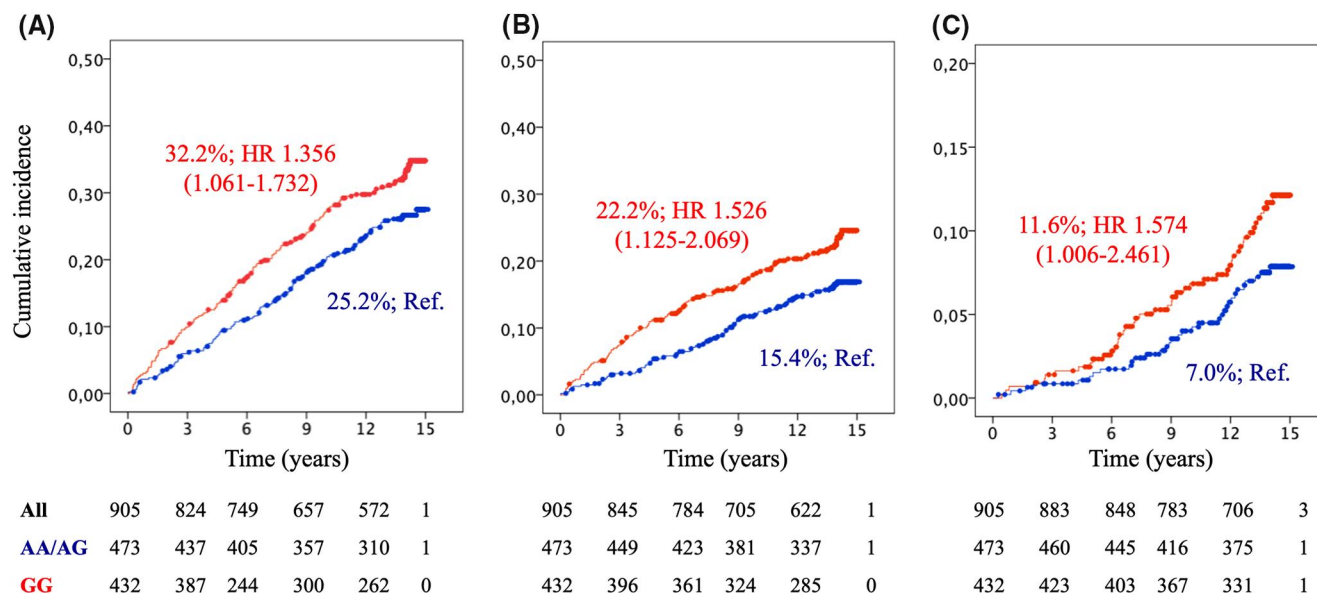 (A)
(B)
(C)
0,50
0,40
0,30
0,20
0,10
0,00
Cumulative incidence
32.2%; HR 1.356
(1.061-1.732)
25.2%; Ref.
0 3 6 9 12 15
Time (years)
0,50
0,40
0,30
0,20
0,10
0,00
22.2%; HR 1.526
(1.125-2.069)
15.4%; Ref.
0 3 6 9 12 15
Time (years)
0,20
0,15
0,10
0,05
0,00
11.6%; HR 1.574
(1.006-2.461)
7.0%; Ref.
0 3 6 9 12 15
Time (years)
All 905 824 749 657 572 1 905 845 784 705 622 1 905 883 848 783 706 3
AA/AG 473 437 405 357 310 1 473 449 423 381 337 1 473 460 445 416 375 1
GG 432 387 244 300 262 0 432 396 361 324 285 0 432 423 403 367 331 1